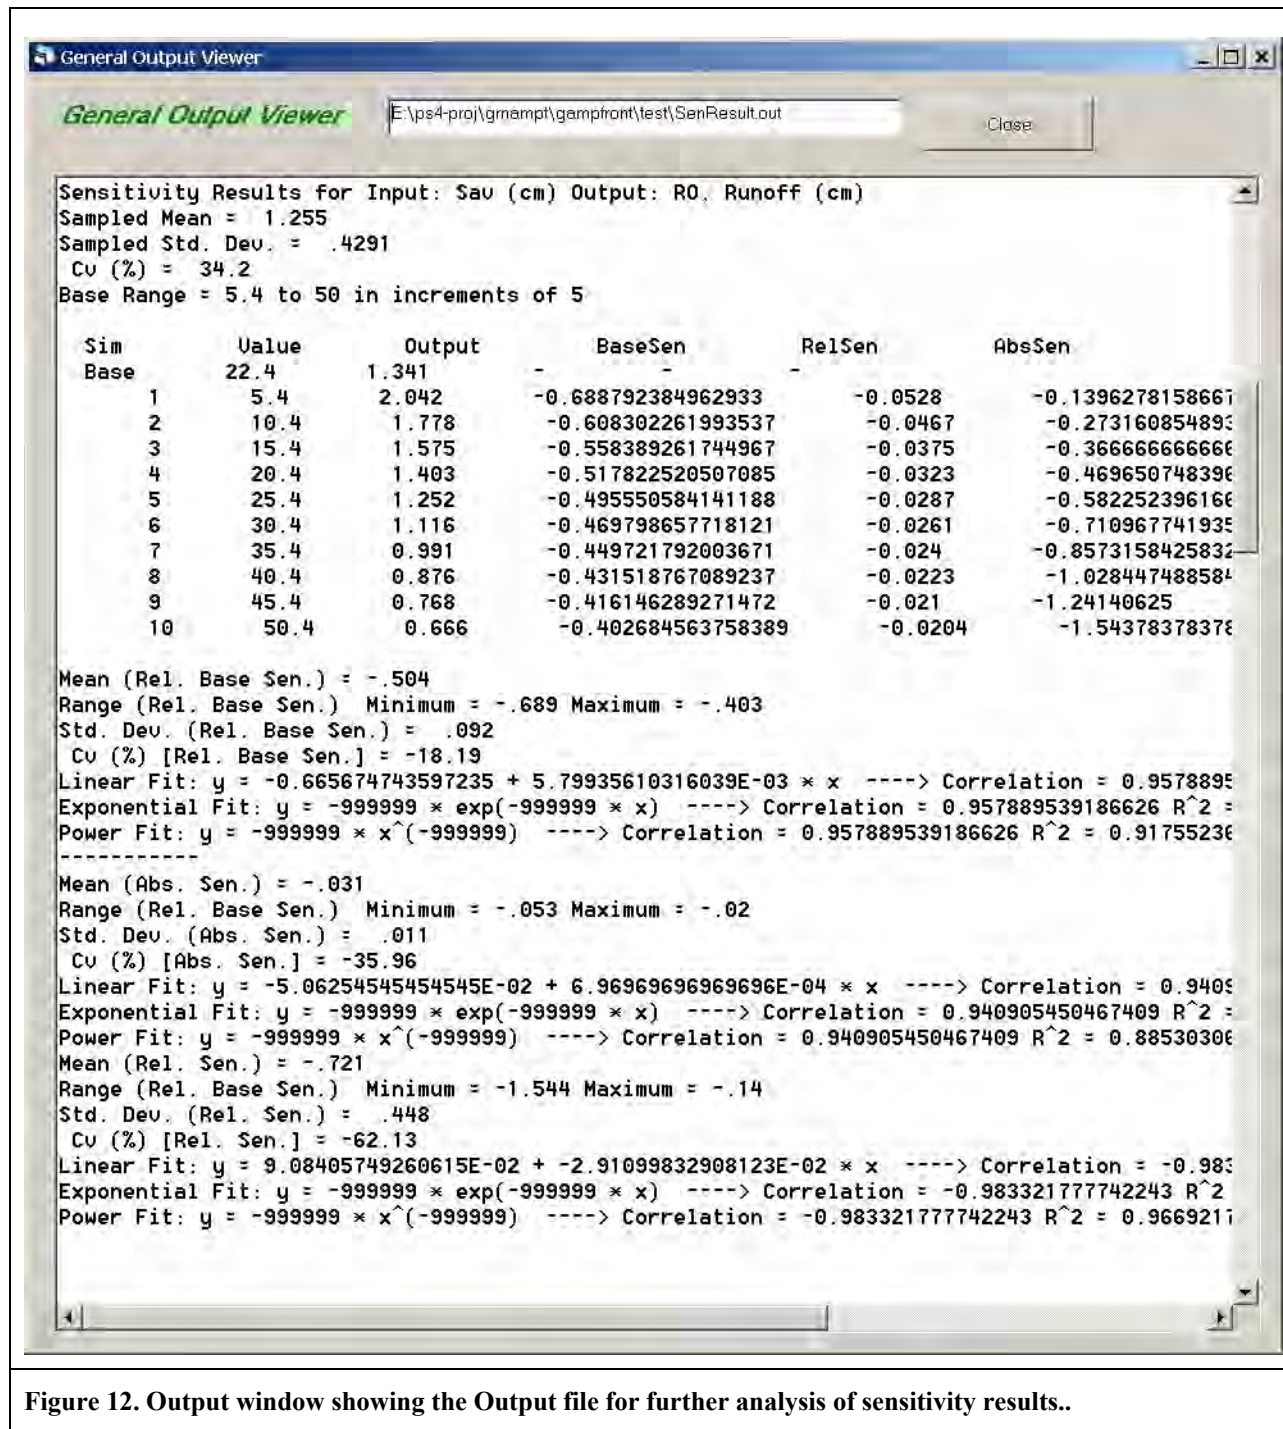 General Output Viewer
General Output Viewer E:\ps4-proj\grnampt\gampfront\test\SenResult.out Close
Sensitivity Results for Input: Sav (cm) Output: RO, Runoff (cm)
Sampled Mean =  1.255
Sampled Std. Dev. =  .4291
Cv (%) =  34.2
Base Range = 5.4 to 50 in increments of 5
Sim Value Output BaseSen RelSen AbsSen
Base 22.4 1.341 - - -
1 5.4 2.042 -0.688792384962933 -0.0528 -0.1396278158667
2 10.4 1.778 -0.608302261993537 -0.0467 -0.273160854893
3 15.4 1.575 -0.558389261744967 -0.0375 -0.366666666666
4 20.4 1.403 -0.517822520507085 -0.0323 -0.469650748396
5 25.4 1.252 -0.495550584141188 -0.0287 -0.582252396166
6 30.4 1.116 -0.469798657718121 -0.0261 -0.710967741935
7 35.4 0.991 -0.449721792003671 -0.024 -0.8573158425832
8 40.4 0.876 -0.431518767089237 -0.0223 -1.028447488584
9 45.4 0.768 -0.416146289271472 -0.021 -1.24140625
10 50.4 0.666 -0.402684563758389 -0.0204 -1.54378378378
Mean (Rel. Base Sen.) = -.504
Range (Rel. Base Sen.)  Minimum = -.689 Maximum = -.403
Std. Dev. (Rel. Base Sen.) =  .092
Cv (%) [Rel. Base Sen.] = -18.19
Linear Fit: y = -0.665674743597235 + 5.79935610316039E-03 * x  ----> Correlation = 0.9578895
Exponential Fit: y = -999999 * exp(-999999 * x)  ----> Correlation = 0.957889539186626 R^2 =
Power Fit: y = -999999 * x^(-999999)  ----> Correlation = 0.957889539186626 R^2 = 0.91755236
-----------
Mean (Abs. Sen.) = -.031
Range (Rel. Base Sen.)  Minimum = -.053 Maximum = -.02
Std. Dev. (Abs. Sen.) =  .011
Cv (%) [Abs. Sen.] = -35.96
Linear Fit: y = -5.06254545454545E-02 + 6.96969696969696E-04 * x  ----> Correlation = 0.9409
Exponential Fit: y = -999999 * exp(-999999 * x)  ----> Correlation = 0.940905450467409 R^2 =
Power Fit: y = -999999 * x^(-999999)  ----> Correlation = 0.940905450467409 R^2 = 0.88530306
Mean (Rel. Sen.) = -.721
Range (Rel. Base Sen.)  Minimum = -1.544 Maximum = -.14
Std. Dev. (Rel. Sen.) =  .448
Cv (%) [Rel. Sen.] = -62.13
Linear Fit: y = 9.08405749260615E-02 + -2.91099832908123E-02 * x  ----> Correlation = -0.983
Exponential Fit: y = -999999 * exp(-999999 * x)  ----> Correlation = -0.983321777742243 R^2
Power Fit: y = -999999 * x^(-999999)  ----> Correlation = -0.983321777742243 R^2 = 0.9669217
Figure 12. Output window showing the Output file for further analysis of sensitivity results..